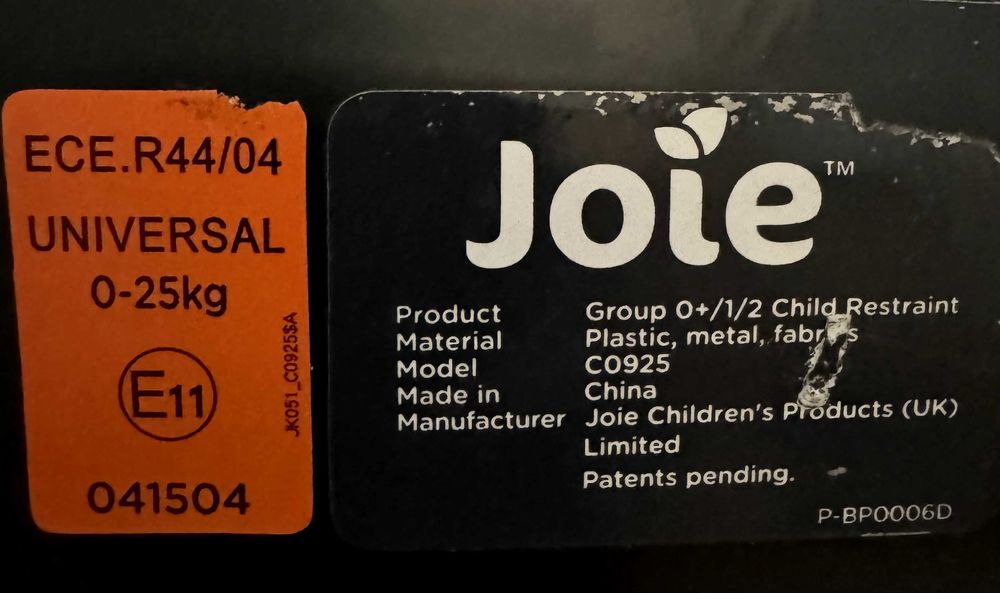 ECE.R44/04
UNIVERSAL
0-25kg
E11
041504
JK051_C0925$A
Joie™
Product Group 0+/1/2 Child Restraint
Material Plastic, metal, fabrics
Model C0925
Made in China
Manufacturer Joie Children's Products (UK)
Limited
Patents pending.
P-BP0006D